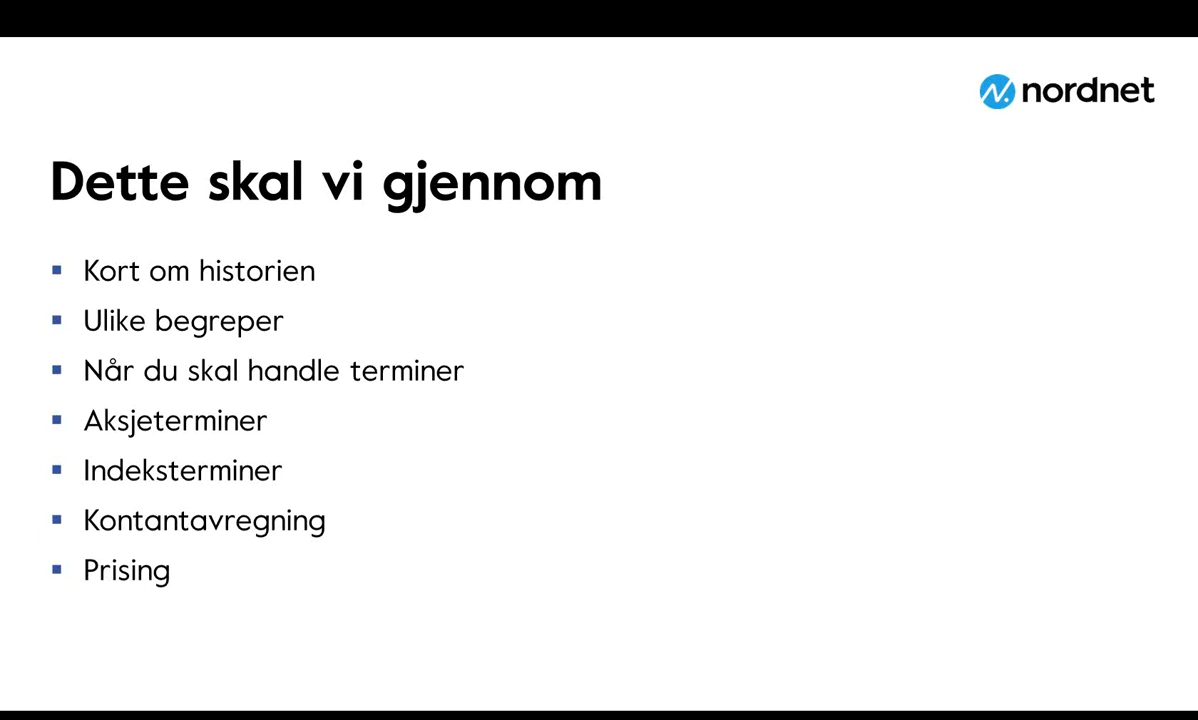 nordnet
Dette skal vi gjennom
▪ Kort om historien
▪ Ulike begreper
▪ Når du skal handle terminer
▪ Aksjeterminer
▪ Indeksterminer
▪ Kontantavregning
▪ Prising